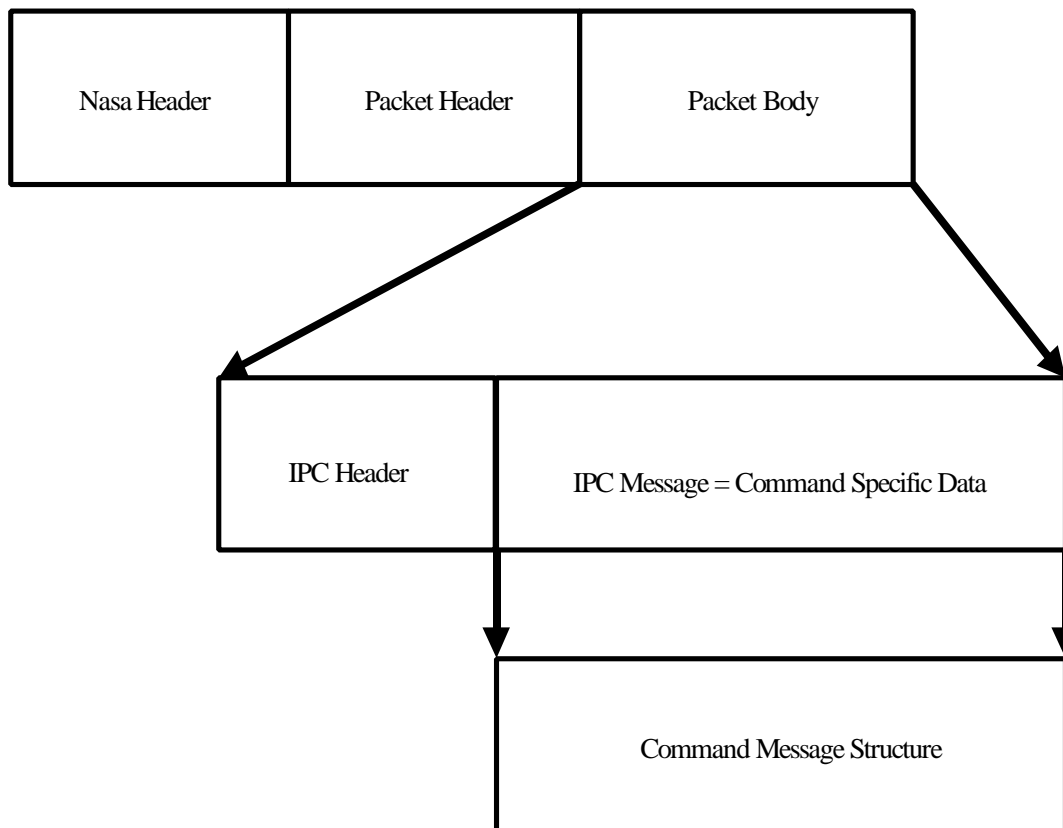 Nasa Header
Packet Header
Packet Body
IPC Header
IPC Message = Command Specific Data
Command Message Structure